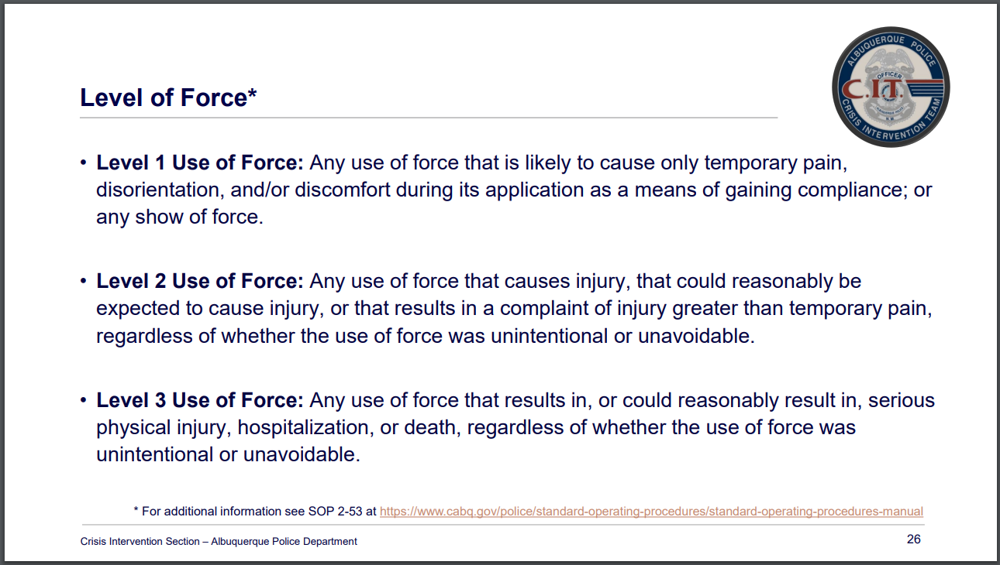 ALBUQUERQUE POLICE
OFFICER
C.I.T.
CRISIS INTERVENTION TEAM
Level of Force*
• Level 1 Use of Force: Any use of force that is likely to cause only temporary pain,
disorientation, and/or discomfort during its application as a means of gaining compliance; or
any show of force.
• Level 2 Use of Force: Any use of force that causes injury, that could reasonably be
expected to cause injury, or that results in a complaint of injury greater than temporary pain,
regardless of whether the use of force was unintentional or unavoidable.
• Level 3 Use of Force: Any use of force that results in, or could reasonably result in, serious
physical injury, hospitalization, or death, regardless of whether the use of force was
unintentional or unavoidable.
* For additional information see SOP 2-53 at https://www.cabq.gov/police/standard-operating-procedures/standard-operating-procedures-manual
Crisis Intervention Section – Albuquerque Police Department
26